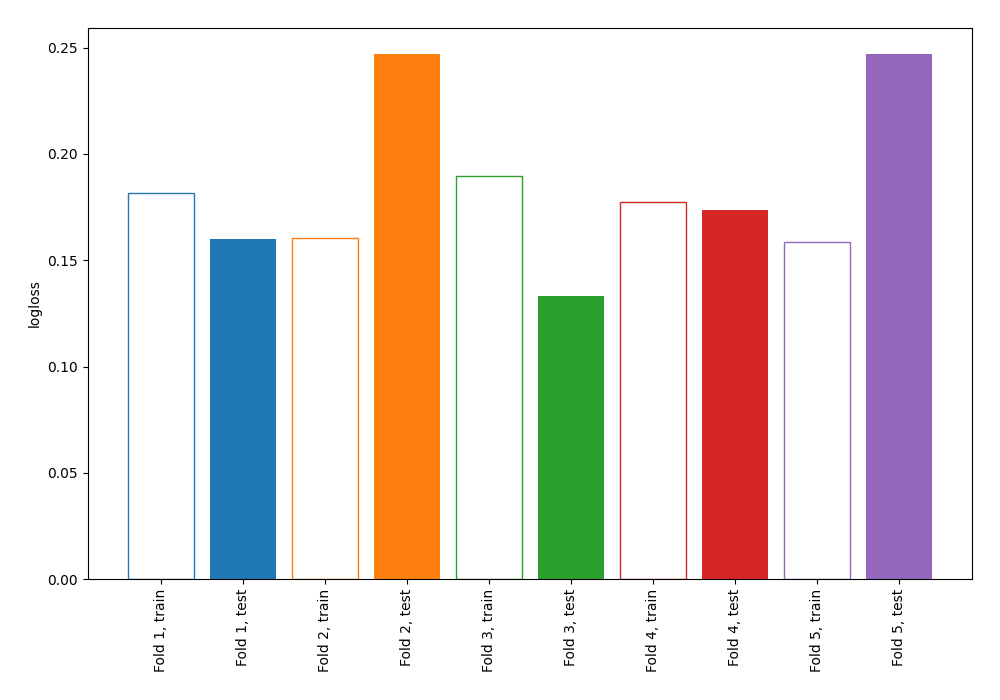 0.25
0.20
0.15
0.10
0.05
0.00
logloss
Fold 1, train
Fold 1, test
Fold 2, train
Fold 2, test
Fold 3, train
Fold 3, test
Fold 4, train
Fold 4, test
Fold 5, train
Fold 5, test